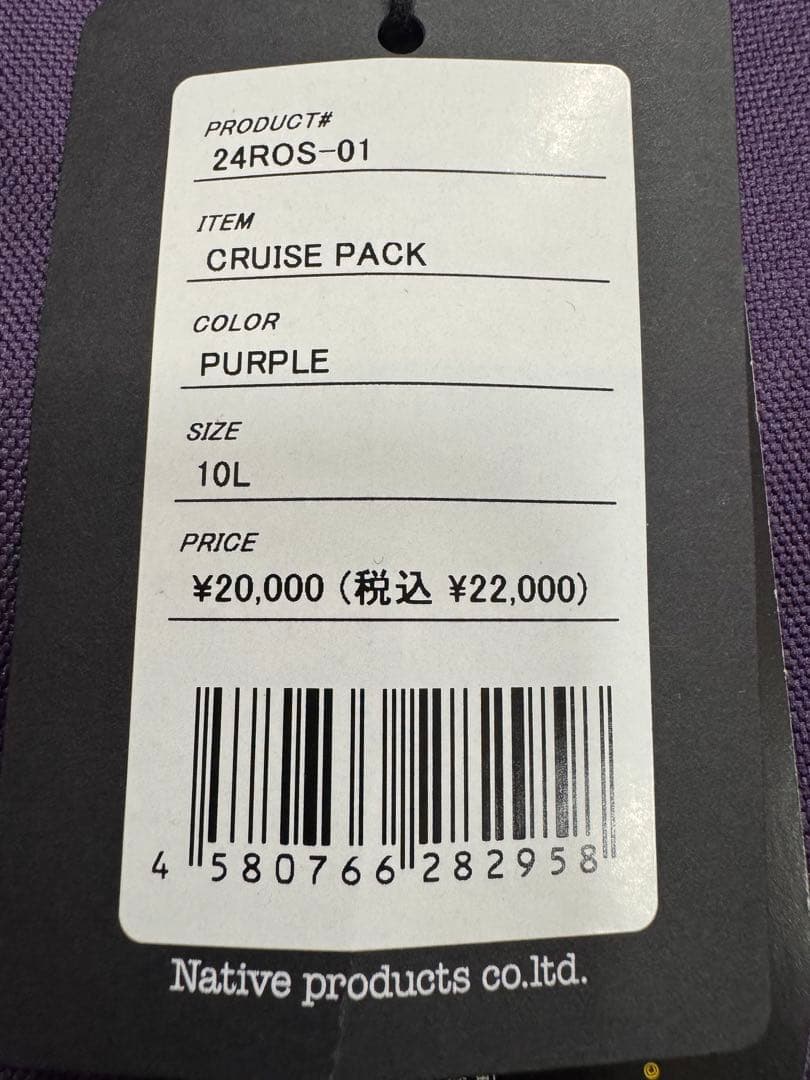 PRODUCT#
24ROS-01
ITEM
CRUISE PACK
COLOR
PURPLE
SIZE
10L
PRICE
¥20,000 (税込 ¥22,000)
4 580766 282958
Native products co.ltd.